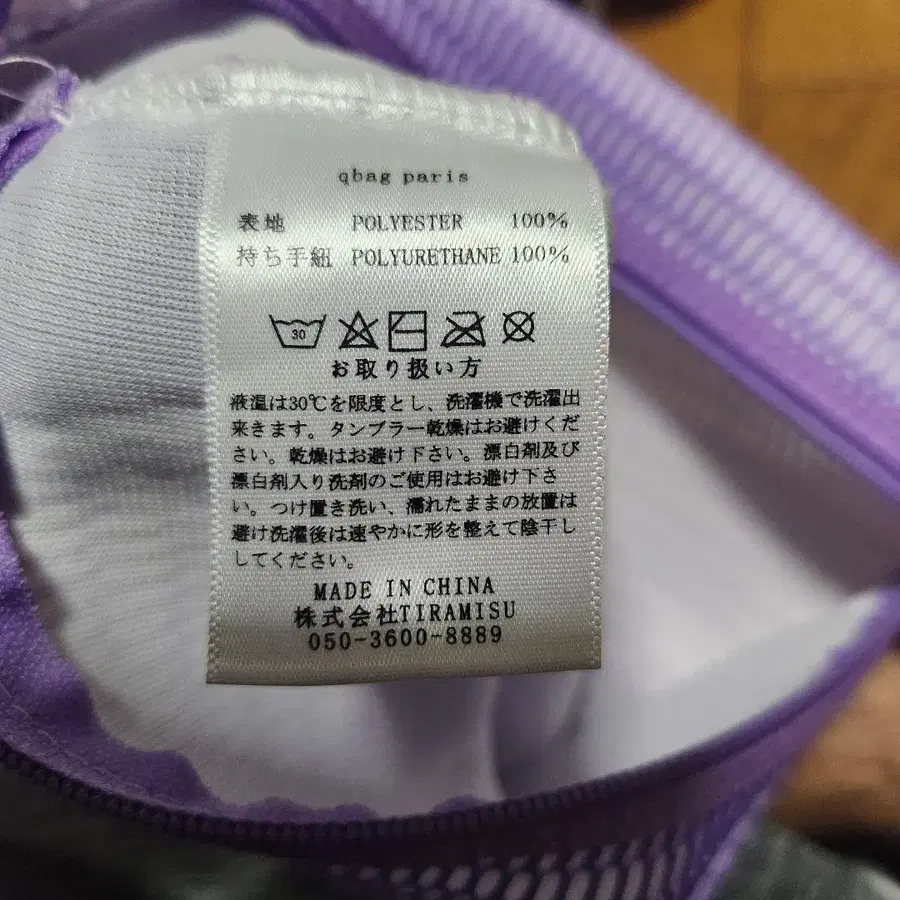 qbag paris
表地 POLYESTER 100%
持ち手紐 POLYURETHANE 100%
30
お取り扱い方
液温は30℃を限度とし、洗濯機で洗濯出
来きます。タンブラー乾燥はお避けくだ
さい。乾燥はお避け下さい。漂白剤及び
漂白剤入り洗剤のご使用はお避け下さ
い。つけ置き洗い、濡れたままの放置は
避け洗濯後は速やかに形を整えて陰干し
してください。
MADE IN CHINA
株式会社TIRAMISU
050-3600-8889